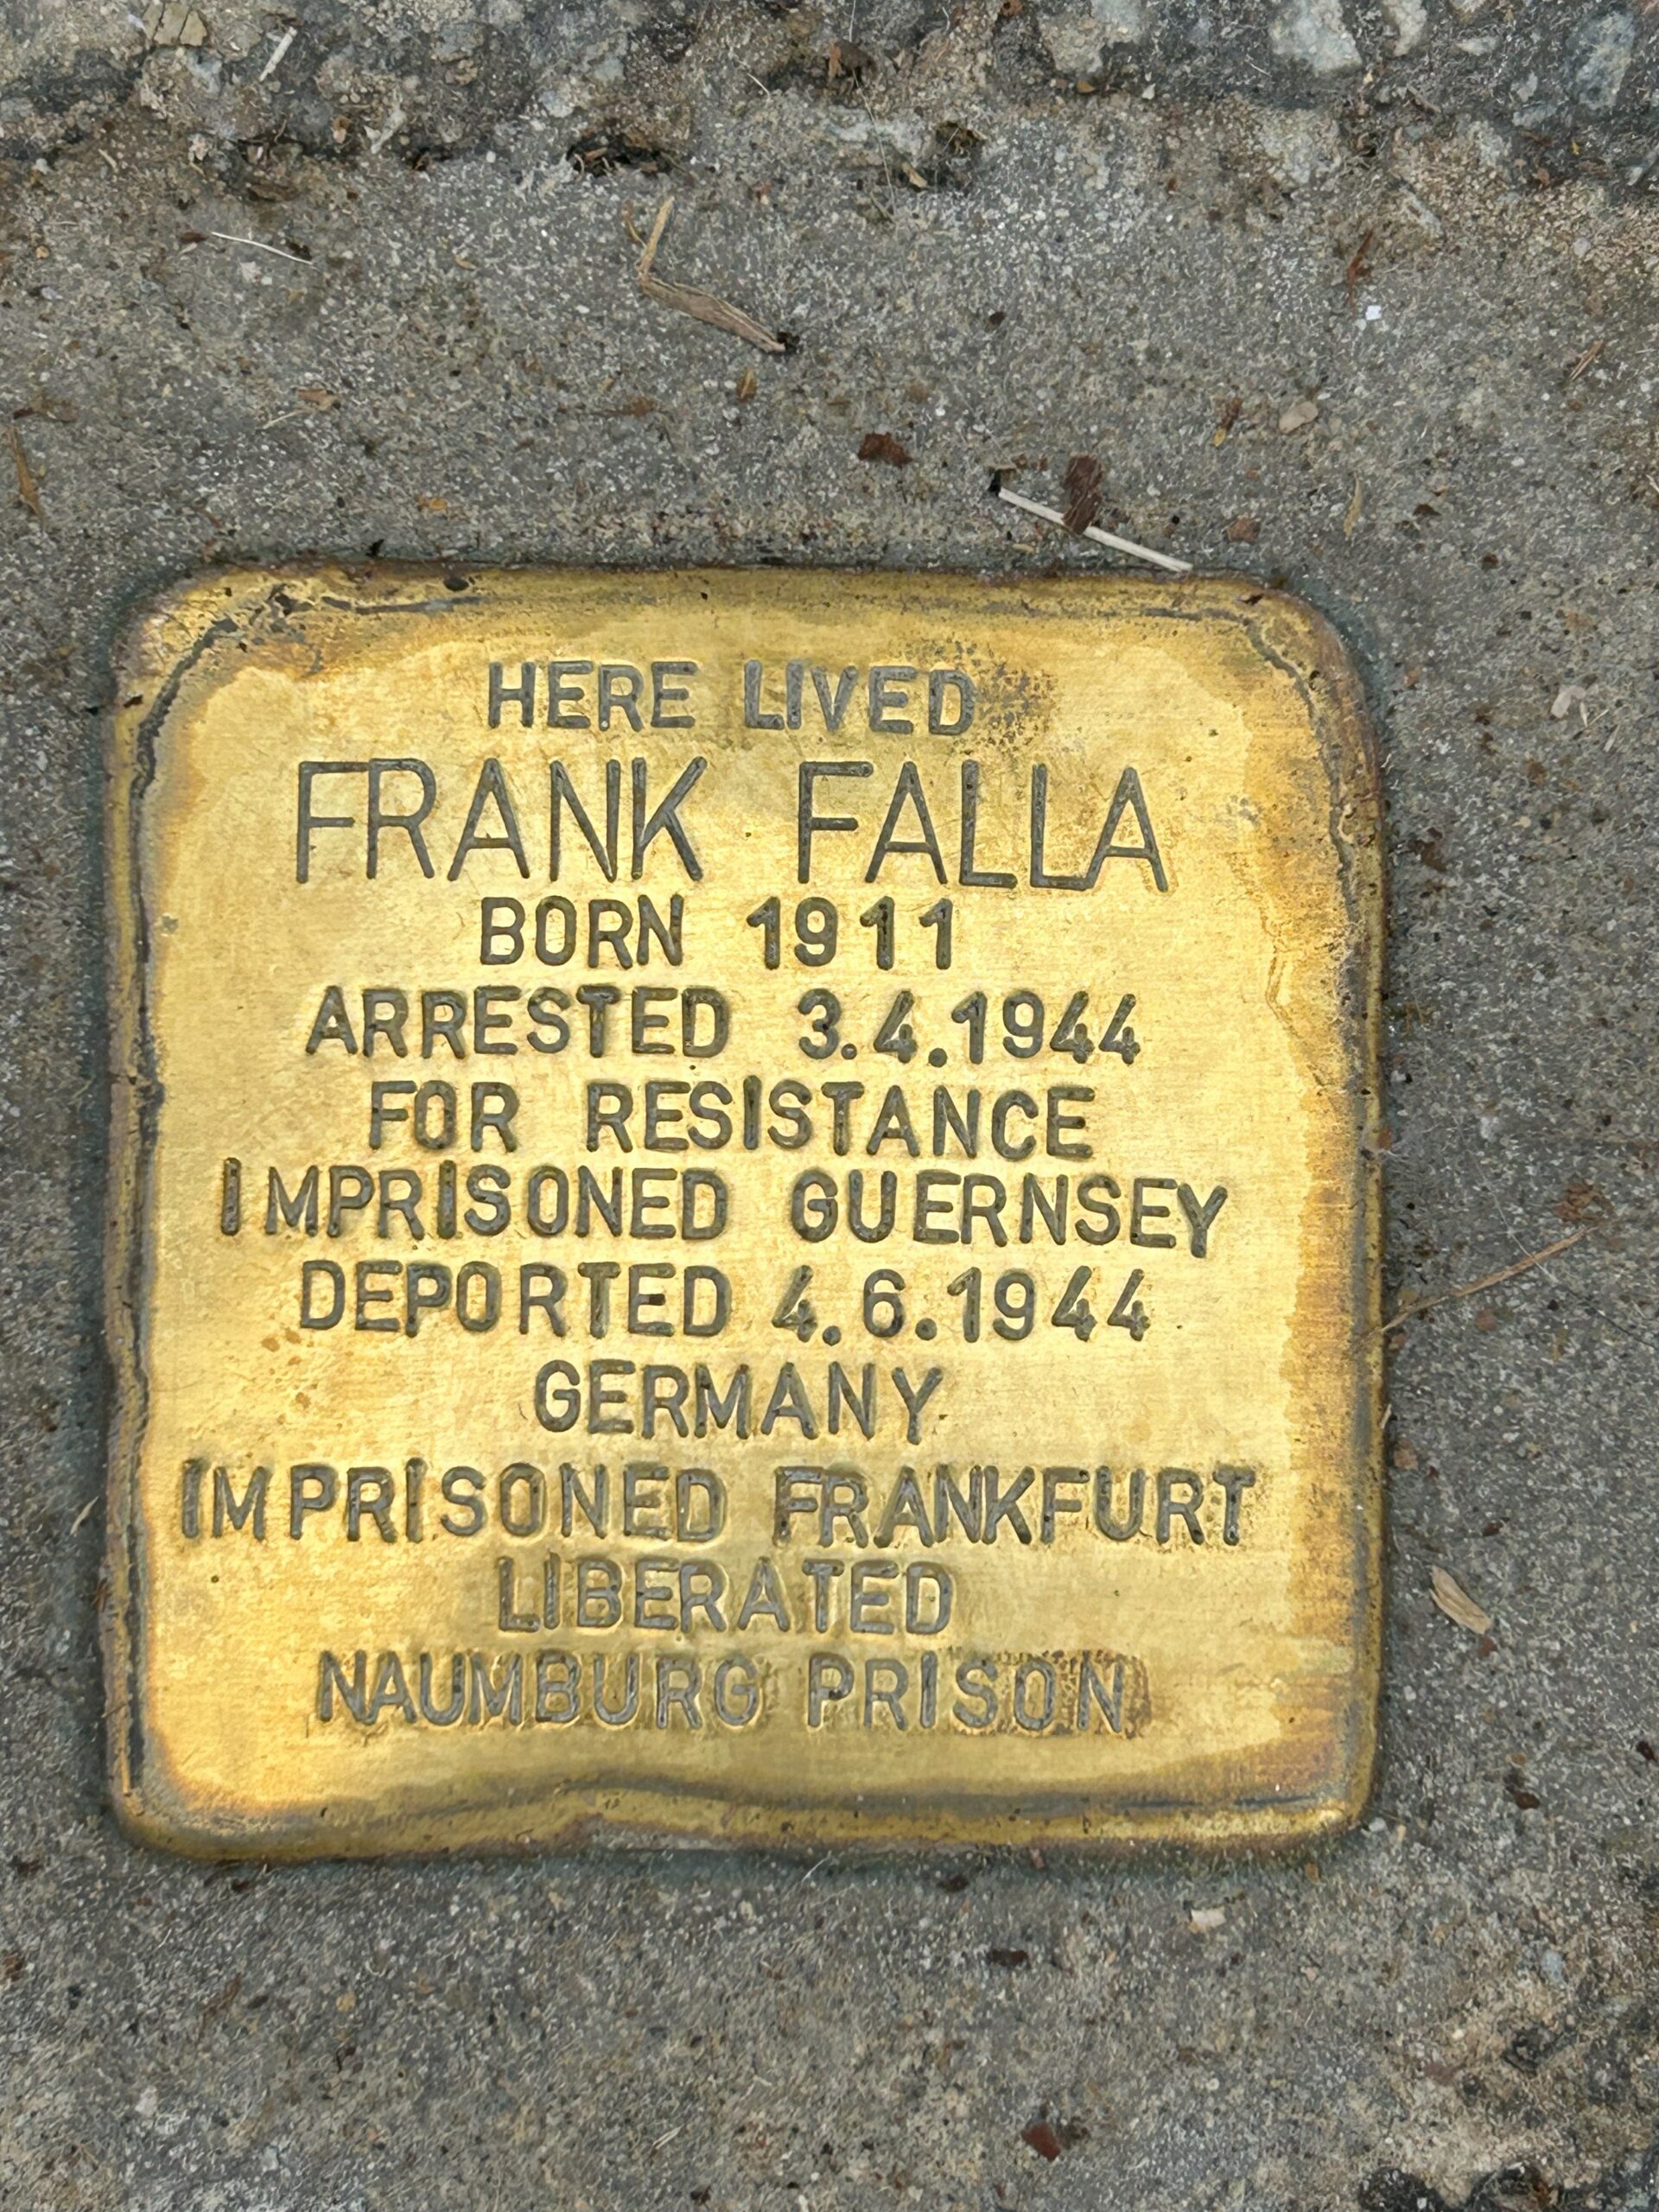 HERE LIVED
FRANK FALLA
BORN 1911
ARRESTED 3.4.1944
FOR RESISTANCE
IMPRISONED GUERNSEY
DEPORTED 4.6.1944
GERMANY
IMPRISONED FRANKFURT
LIBERATED
NAUMBURG PRISON